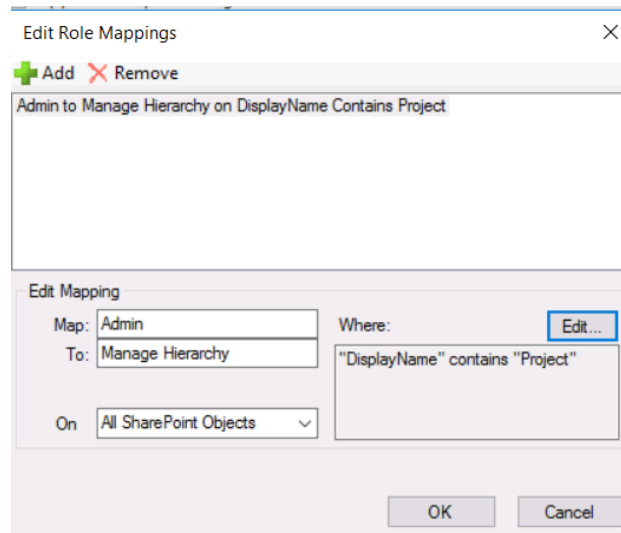 Edit Role Mappings
Add Remove
Admin to Manage Hierarchy on DisplayName Contains Project
Edit Mapping
Map: Admin
To: Manage Hierarchy
On All SharePoint Objects
Where: Edit...
"DisplayName" contains "Project"
OK Cancel